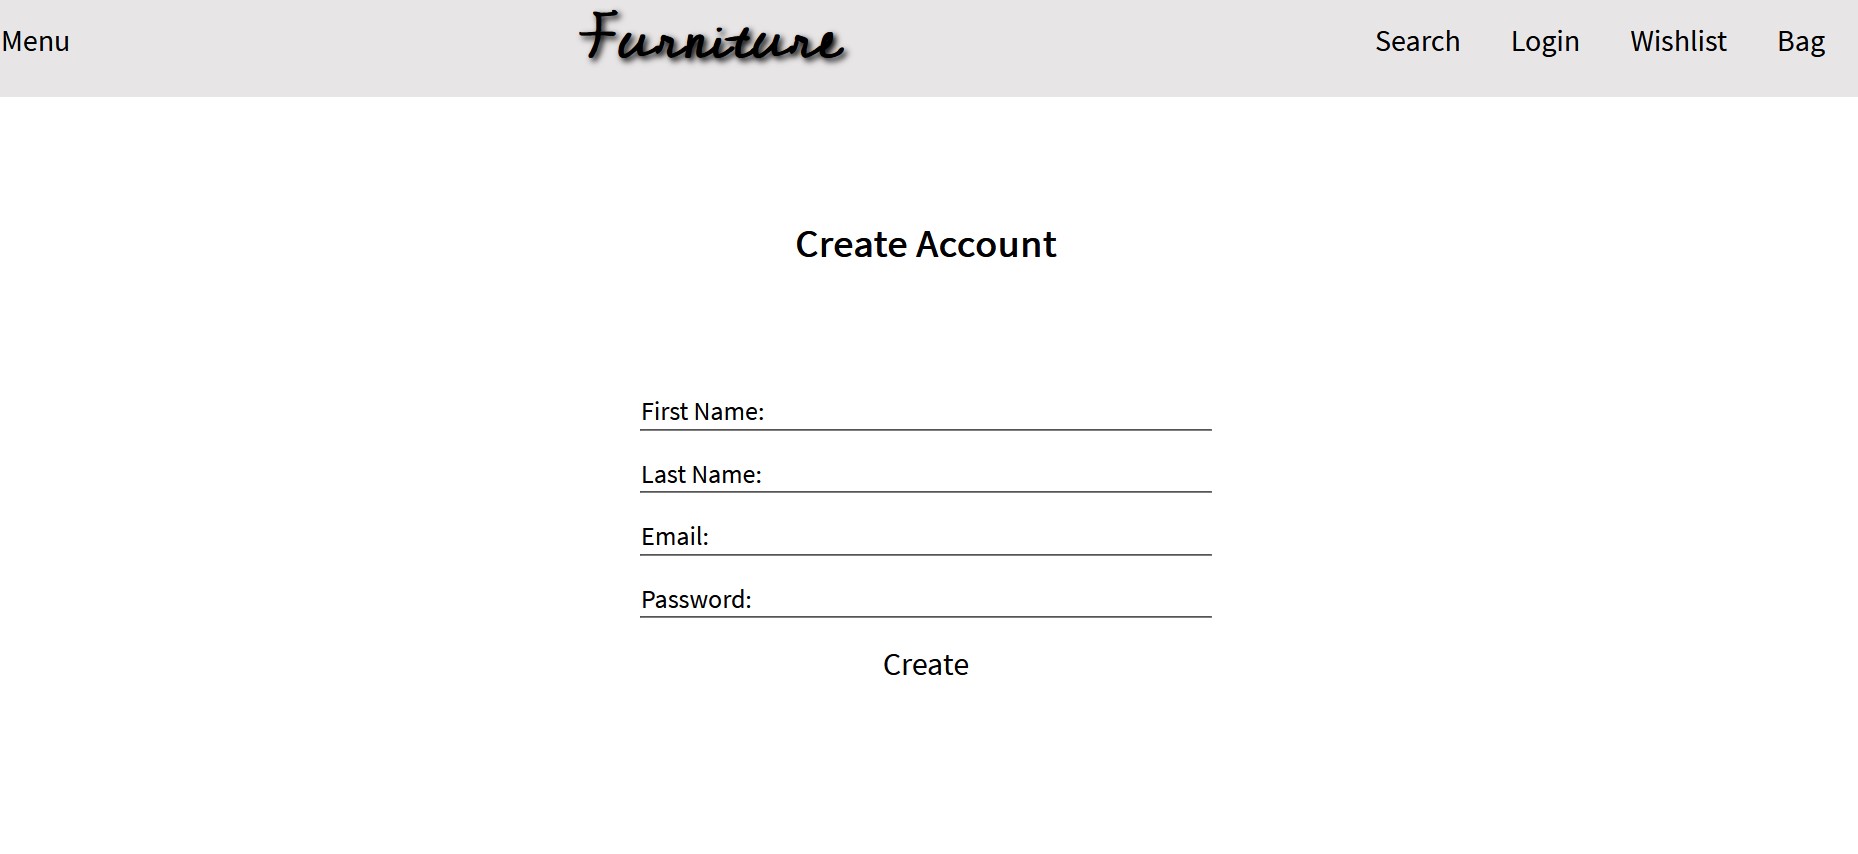 Menu Furniture Search Login Wishlist Bag
Create Account
First Name:
Last Name:
Email:
Password:
Create